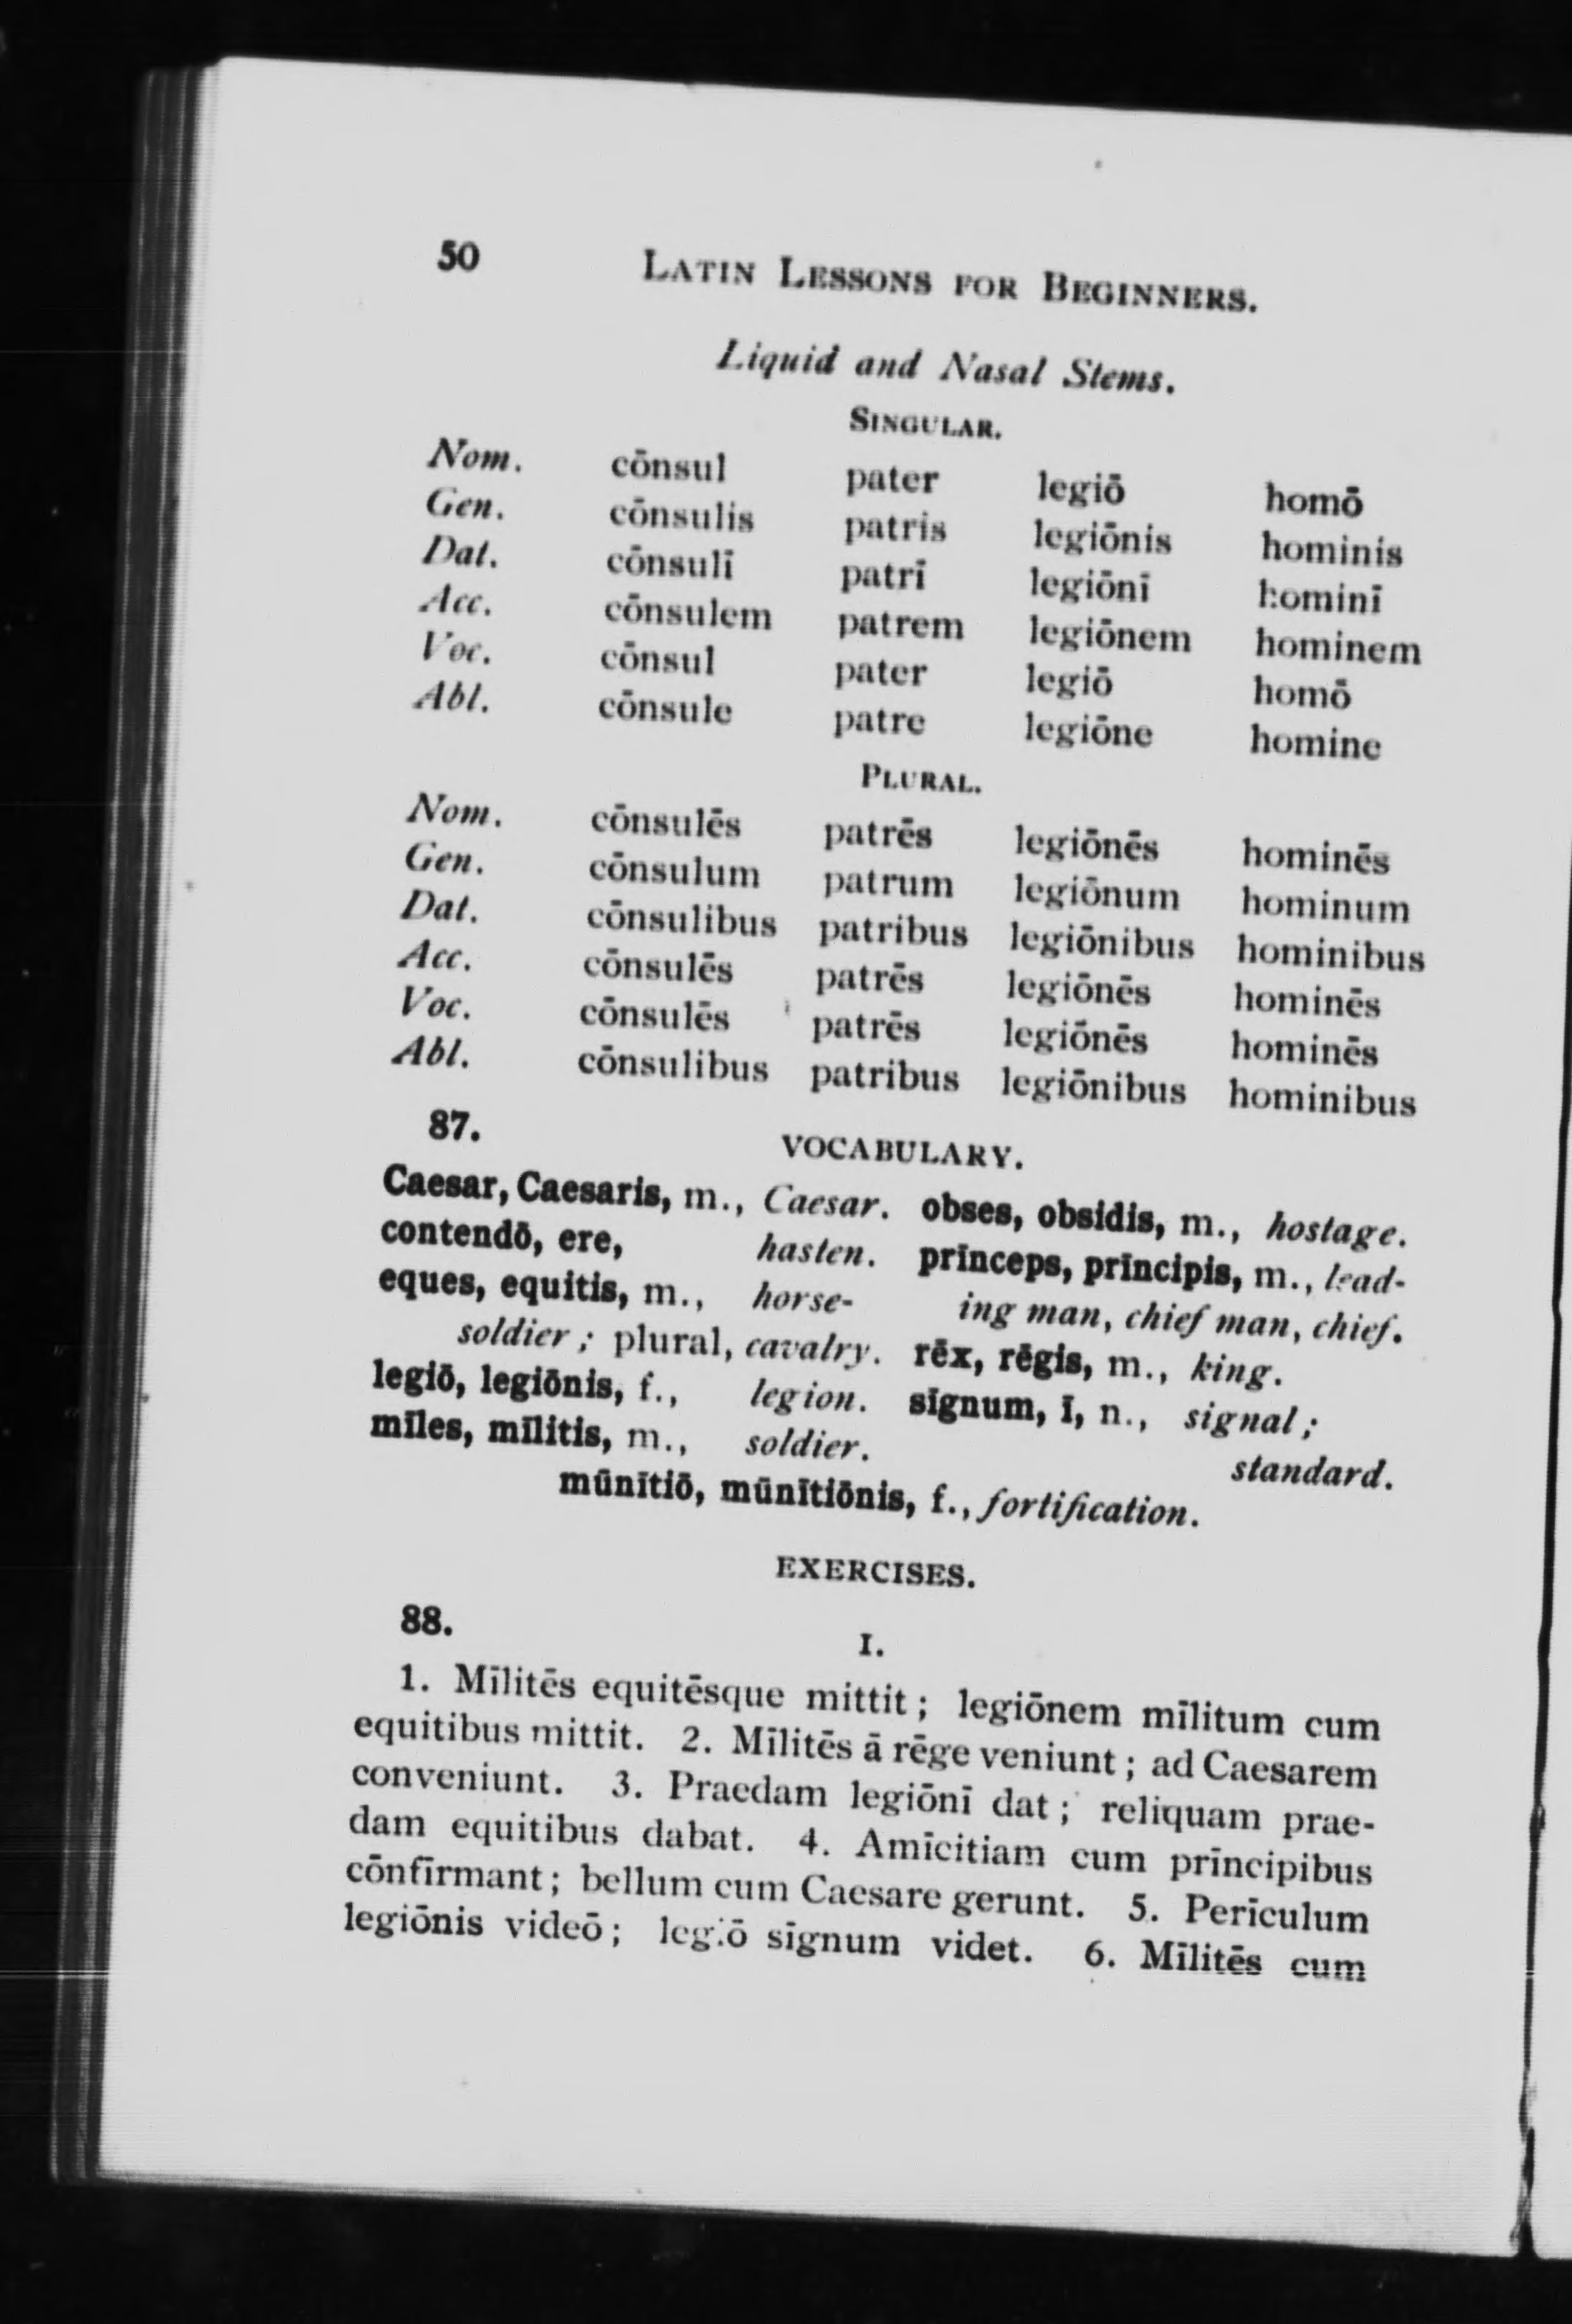 50 LATIN LESSONS FOR BEGINNERS.
Liquid and Nasal Stems.
SINGULAR.
Nom. cōnsul pater legiō homō
Gen. cōnsulis patris legiōnis hominis
Dat. cōnsulī patrī legiōnī hominī
Acc. cōnsulem patrem legiōnem hominem
Voc. cōnsul pater legiō homō
Abl. cōnsule patre legiōne homine
PLURAL.
Nom. cōnsulēs patrēs legiōnēs hominēs
Gen. cōnsulum patrum legiōnum hominum
Dat. cōnsulibus patribus legiōnibus hominibus
Acc. cōnsulēs patrēs legiōnēs hominēs
Voc. cōnsulēs patrēs legiōnēs hominēs
Abl. cōnsulibus patribus legiōnibus hominibus
87. VOCABULARY.
Caesar, Caesaris, m., Caesar.
contendō, ere, hasten.
eques, equitis, m., horse-
soldier; plural, cavalry.
legiō, legiōnis, f., legion.
mīles, mīlitis, m., soldier.
obses, obsidis, m., hostage.
prīnceps, prīncipis, m., lead-
ing man, chief man, chief.
rēx, rēgis, m., king.
sīgnum, ī, n., signal;
standard.
mūnītiō, mūnītiōnis, f., fortification.
EXERCISES.
88. I.
1. Mīlitēs equitēsque mittit; legiōnem mīlitum cum
equitibus mittit. 2. Mīlitēs ā rēge veniunt; ad Caesarem
conveniunt. 3. Praedam legiōnī dat; reliquam prae-
dam equitibus dabat. 4. Amīcitiam cum prīncipibus
cōnfīrmant; bellum cum Caesare gerunt. 5. Perīculum
legiōnis videō; legiō sīgnum videt. 6. Mīlitēs cum